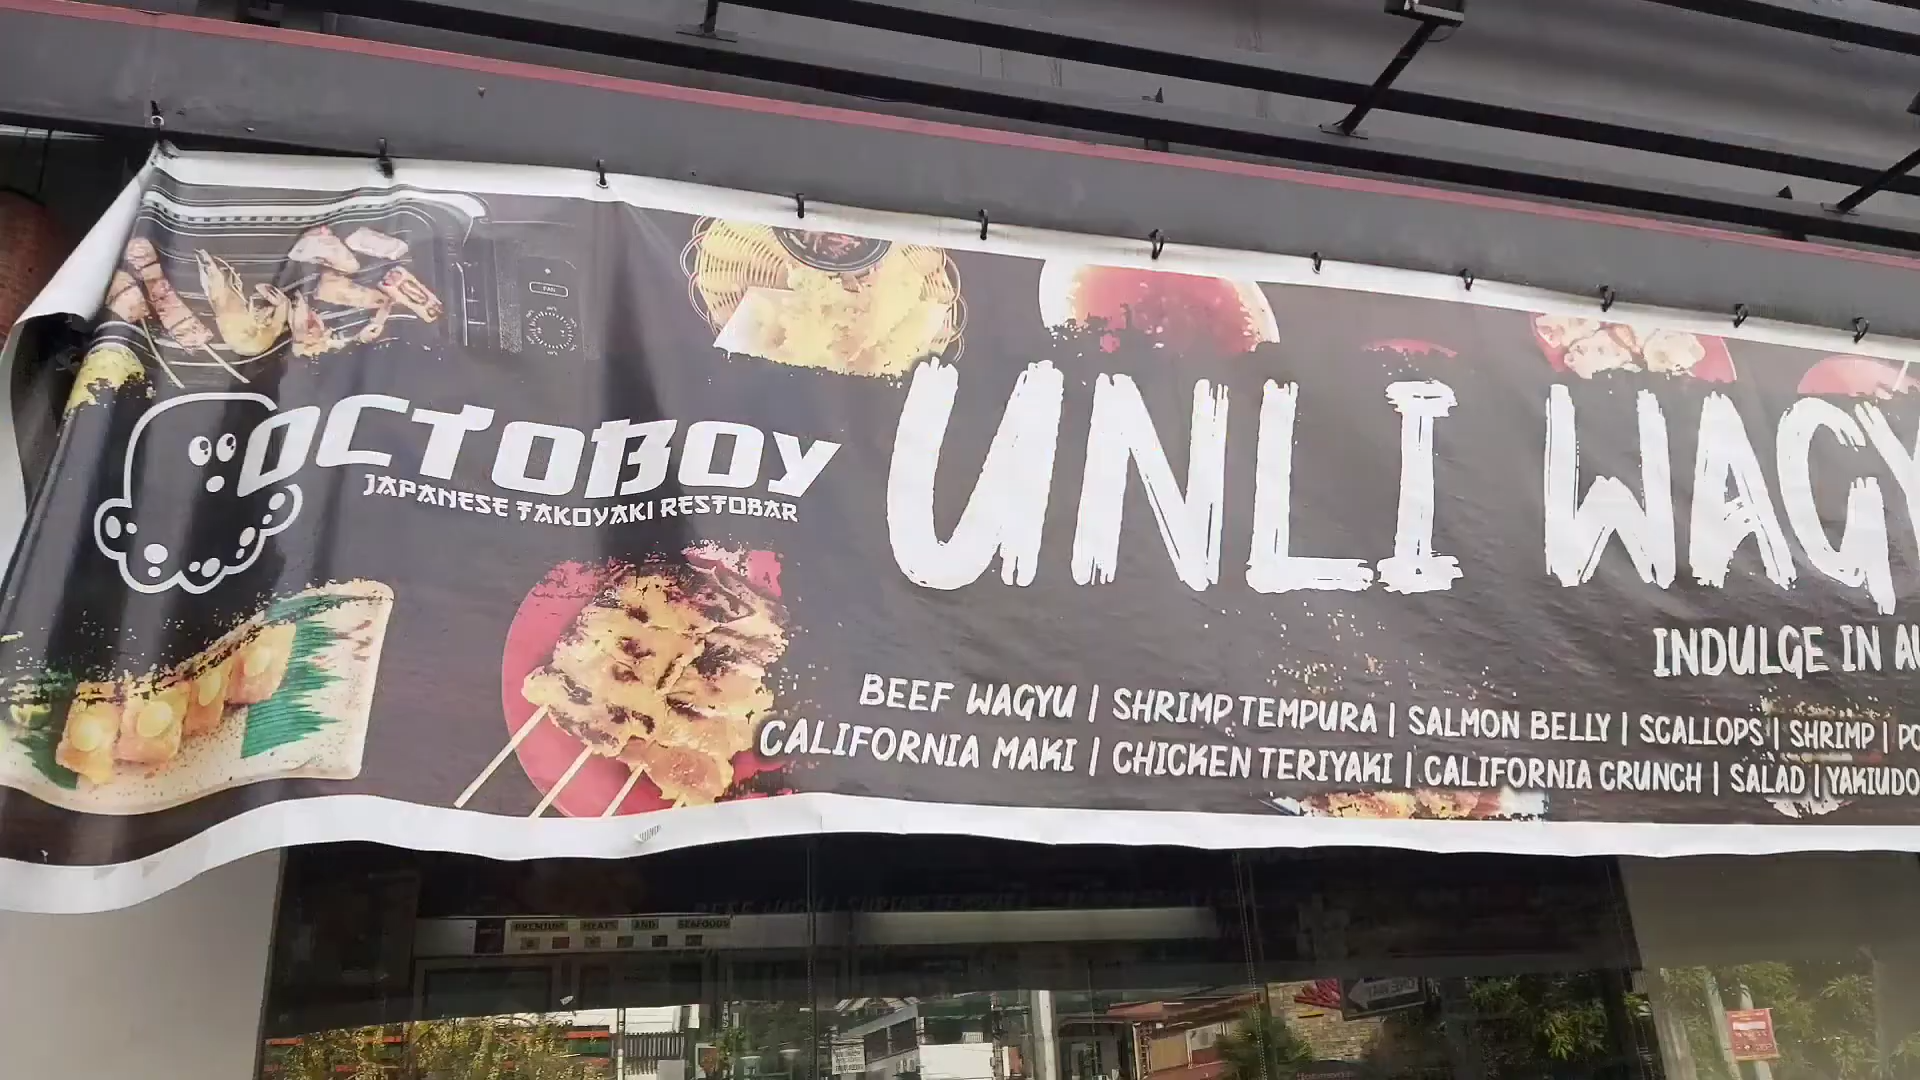 FAN
OCTOBOY
JAPANESE TAKOYAKI RESTOBAR
UNLI WAGY
INDULGE IN AU
BEEF WAGYU | SHRIMP TEMPURA | SALMON BELLY | SCALLOPS | SHRIMP | PO
CALIFORNIA MAKI | CHICKEN TERIYAKI | CALIFORNIA CRUNCH | SALAD | YAKIUDO
PREMIUM MEATS AND SEAFOODS